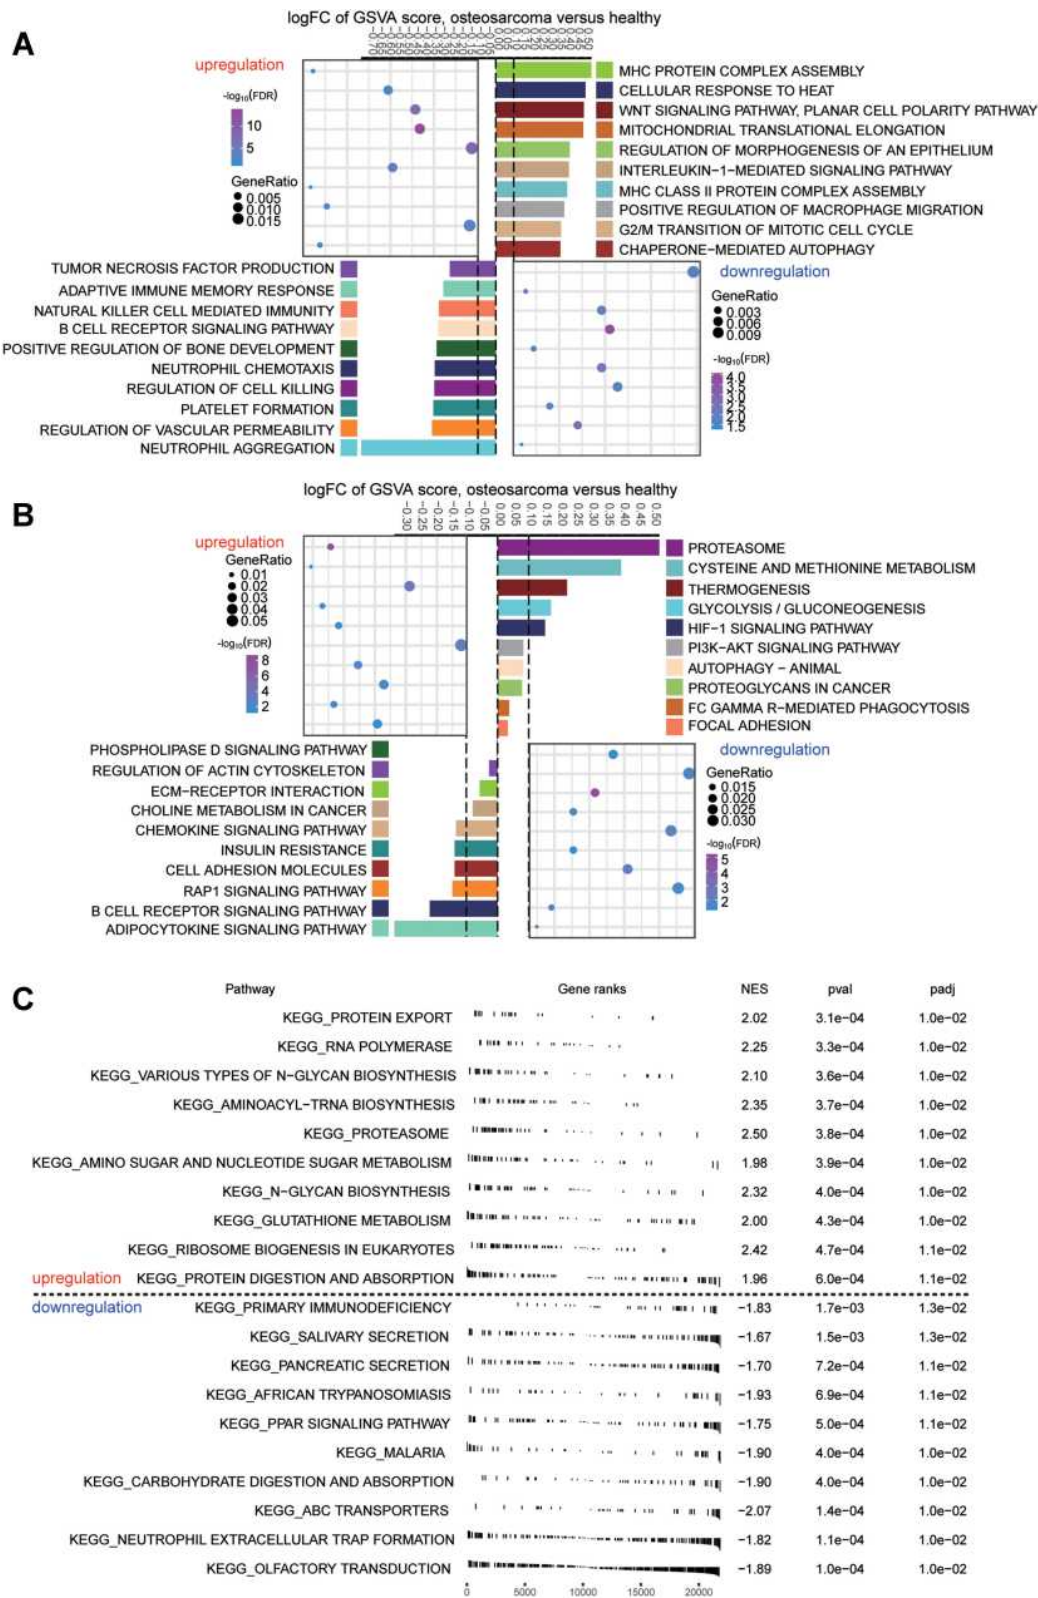 A
logFC of GSVA score, osteosarcoma versus healthy
upregulation
-log₁₀(FDR)
10
5
GeneRatio
0.005
0.010
0.015
MHC PROTEIN COMPLEX ASSEMBLY
CELLULAR RESPONSE TO HEAT
WNT SIGNALING PATHWAY, PLANAR CELL POLARITY PATHWAY
MITOCHONDRIAL TRANSLATIONAL ELONGATION
REGULATION OF MORPHOGENESIS OF AN EPITHELIUM
INTERLEUKIN−1−MEDIATED SIGNALING PATHWAY
MHC CLASS II PROTEIN COMPLEX ASSEMBLY
POSITIVE REGULATION OF MACROPHAGE MIGRATION
G2/M TRANSITION OF MITOTIC CELL CYCLE
CHAPERONE−MEDIATED AUTOPHAGY
TUMOR NECROSIS FACTOR PRODUCTION
ADAPTIVE IMMUNE MEMORY RESPONSE
NATURAL KILLER CELL MEDIATED IMMUNITY
B CELL RECEPTOR SIGNALING PATHWAY
POSITIVE REGULATION OF BONE DEVELOPMENT
NEUTROPHIL CHEMOTAXIS
REGULATION OF CELL KILLING
PLATELET FORMATION
REGULATION OF VASCULAR PERMEABILITY
NEUTROPHIL AGGREGATION
downregulation
GeneRatio
0.003
0.006
0.009
-log₁₀(FDR)
4.0
3.5
3.0
2.5
2.0
1.5
B
logFC of GSVA score, osteosarcoma versus healthy
−0.30 −0.25 −0.20 −0.15 −0.10 −0.05 0.00 0.05 0.10 0.15 0.20 0.25 0.30 0.35 0.40 0.45 0.50
upregulation
GeneRatio
0.01
0.02
0.03
0.04
0.05
-log₁₀(FDR)
8
6
4
2
PROTEASOME
CYSTEINE AND METHIONINE METABOLISM
THERMOGENESIS
GLYCOLYSIS / GLUCONEOGENESIS
HIF−1 SIGNALING PATHWAY
PI3K−AKT SIGNALING PATHWAY
AUTOPHAGY − ANIMAL
PROTEOGLYCANS IN CANCER
FC GAMMA R−MEDIATED PHAGOCYTOSIS
FOCAL ADHESION
PHOSPHOLIPASE D SIGNALING PATHWAY
REGULATION OF ACTIN CYTOSKELETON
ECM−RECEPTOR INTERACTION
CHOLINE METABOLISM IN CANCER
CHEMOKINE SIGNALING PATHWAY
INSULIN RESISTANCE
CELL ADHESION MOLECULES
RAP1 SIGNALING PATHWAY
B CELL RECEPTOR SIGNALING PATHWAY
ADIPOCYTOKINE SIGNALING PATHWAY
downregulation
GeneRatio
0.015
0.020
0.025
0.030
-log₁₀(FDR)
5
4
3
2
C
Pathway Gene ranks NES pval padj
KEGG_PROTEIN EXPORT 2.02 3.1e−04 1.0e−02
KEGG_RNA POLYMERASE 2.25 3.3e−04 1.0e−02
KEGG_VARIOUS TYPES OF N−GLYCAN BIOSYNTHESIS 2.10 3.6e−04 1.0e−02
KEGG_AMINOACYL−TRNA BIOSYNTHESIS 2.35 3.7e−04 1.0e−02
KEGG_PROTEASOME 2.50 3.8e−04 1.0e−02
KEGG_AMINO SUGAR AND NUCLEOTIDE SUGAR METABOLISM 1.98 3.9e−04 1.0e−02
KEGG_N−GLYCAN BIOSYNTHESIS 2.32 4.0e−04 1.0e−02
KEGG_GLUTATHIONE METABOLISM 2.00 4.3e−04 1.0e−02
KEGG_RIBOSOME BIOGENESIS IN EUKARYOTES 2.42 4.7e−04 1.1e−02
upregulation KEGG_PROTEIN DIGESTION AND ABSORPTION 1.96 6.0e−04 1.1e−02
downregulation KEGG_PRIMARY IMMUNODEFICIENCY −1.83 1.7e−03 1.3e−02
KEGG_SALIVARY SECRETION −1.67 1.5e−03 1.3e−02
KEGG_PANCREATIC SECRETION −1.70 7.2e−04 1.1e−02
KEGG_AFRICAN TRYPANOSOMIASIS −1.93 6.9e−04 1.1e−02
KEGG_PPAR SIGNALING PATHWAY −1.75 5.0e−04 1.1e−02
KEGG_MALARIA −1.90 4.0e−04 1.0e−02
KEGG_CARBOHYDRATE DIGESTION AND ABSORPTION −1.90 4.0e−04 1.0e−02
KEGG_ABC TRANSPORTERS −2.07 1.4e−04 1.0e−02
KEGG_NEUTROPHIL EXTRACELLULAR TRAP FORMATION −1.82 1.1e−04 1.0e−02
KEGG_OLFACTORY TRANSDUCTION −1.89 1.0e−04 1.0e−02
0 5000 10000 15000 20000